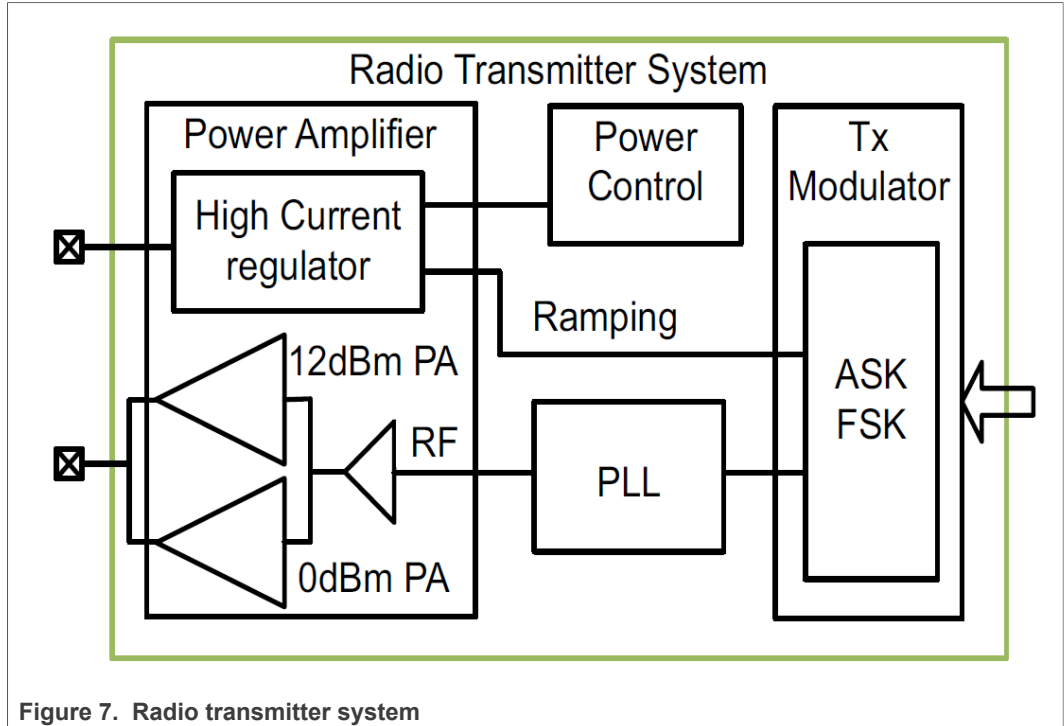 Radio Transmitter System
Power Amplifier
High Current
regulator
Power
Control
Tx
Modulator
Ramping
12dBm PA
ASK
FSK
RF
PLL
0dBm PA
Figure 7. Radio transmitter system